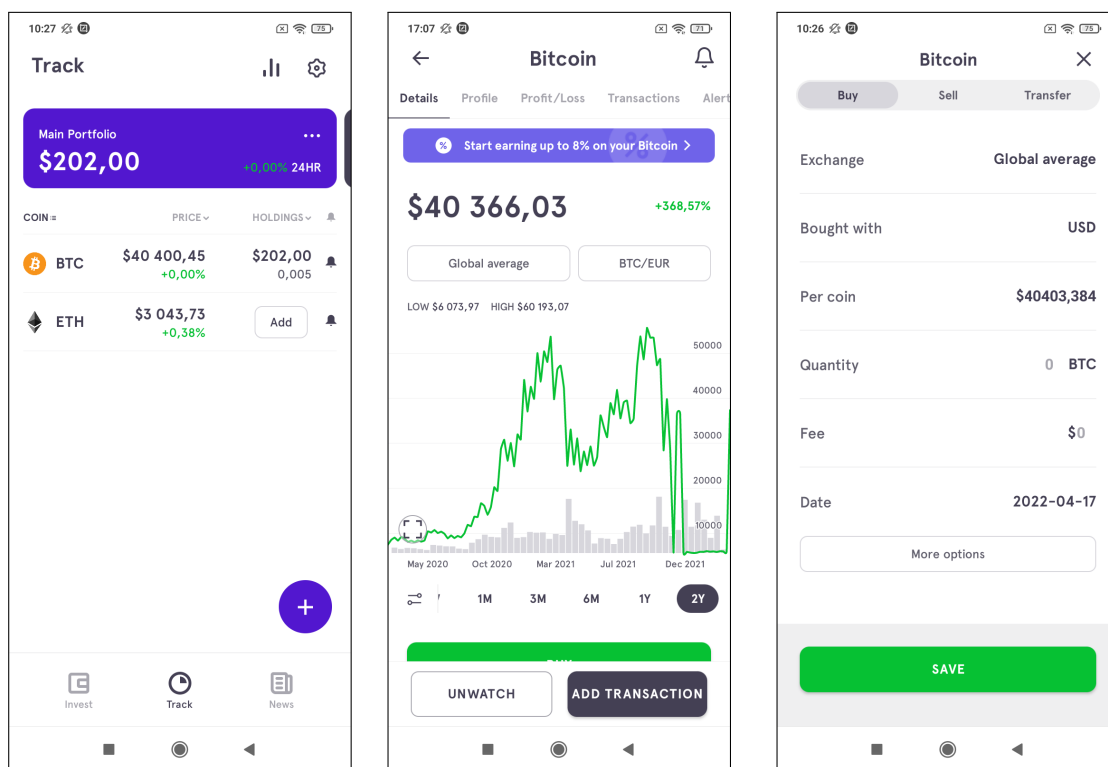 10:27 75
Track
Main Portfolio
$202,00 +0,00% 24HR
COIN PRICE HOLDINGS
BTC $40 400,45 $202,00
+0,00% 0,005
ETH $3 043,73 Add
+0,38%
+
Invest Track News
17:07 71
Bitcoin
Details Profile Profit/Loss Transactions Alert
% Start earning up to 8% on your Bitcoin >
$40 366,03 +368,57%
Global average BTC/EUR
LOW $6 073,97 HIGH $60 193,07
50000
40000
30000
20000
10000
May 2020 Oct 2020 Mar 2021 Jul 2021 Dec 2021
1M 3M 6M 1Y 2Y
UNWATCH ADD TRANSACTION
10:26 75
Bitcoin
Buy Sell Transfer
Exchange Global average
Bought with USD
Per coin $40403,384
Quantity 0 BTC
Fee $0
Date 2022-04-17
More options
SAVE